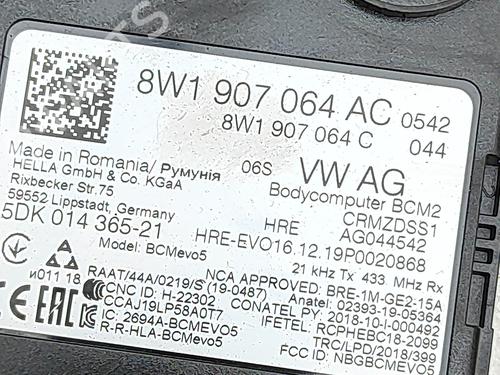 8W1 907 064 AC 0542
8W1 907 064 C 044
Made in Romania/ Румунія 06S VW AG
HELLA GmbH & Co. KGaA Bodycomputer BCM2
Rixbecker Str.75 CRMZDSS1
59552 Lippstadt, Germany HRE AG044542
5DK 014 365-21 HRE-EVO16.12.19P0020868
Model: BCMevo5 21 kHz Tx 433 MHz Rx
NCA APPROVED: BRE-1M-GE2-15A
RAAT/44A/0219/S (19-0487) Anatel: 02393-19-05364
и011 18 CNC ID: H-22302 CONATEL PY: 2018-10-I-000492
CCAJ19LP58A0T7 IFETEL: RCPHEBC18-2096
IC: 2694A-BCMEVO5 TRC/LPD/2018/399
R-R-HLA-BCMevo5 FCC ID: NBGBCMEVO5